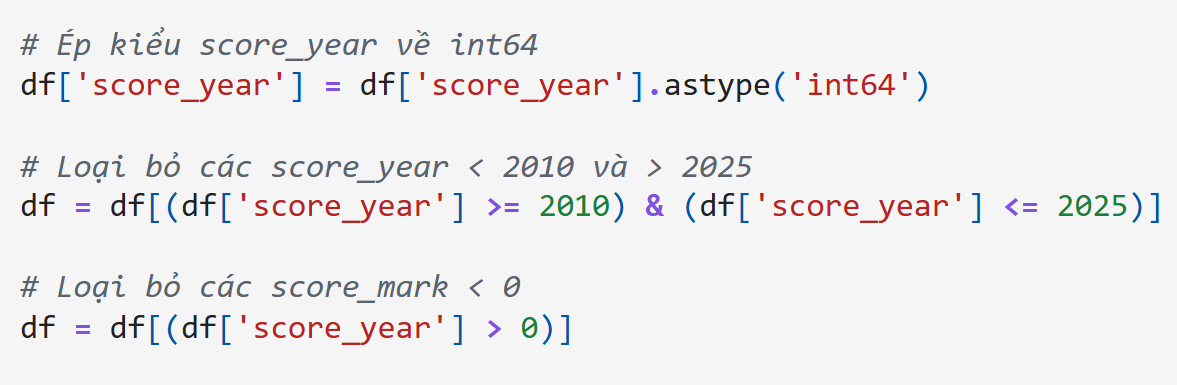 # Ép kiểu score_year về int64
df['score_year'] = df['score_year'].astype('int64')
# Loại bỏ các score_year < 2010 và > 2025
df = df[(df['score_year'] >= 2010) & (df['score_year'] <= 2025)]
# Loại bỏ các score_mark < 0
df = df[(df['score_year'] > 0)]